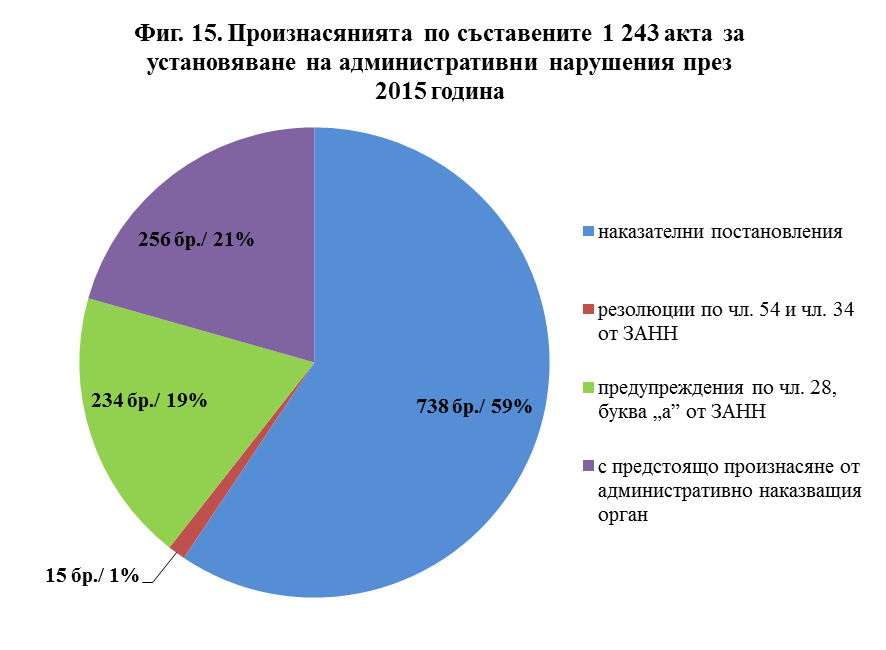 Фиг. 15. Произнасянията по съставените 1 243 акта за
установяване на административни нарушения през
2015 година
256 бр./ 21%
234 бр./ 19%
738 бр./ 59%
15 бр./ 1%
наказателни постановления
резолюции по чл. 54 и чл. 34
от ЗАНН
предупреждения по чл. 28,
буква „а” от ЗАНН
с предстоящо произнасяне от
административно наказващия
орган